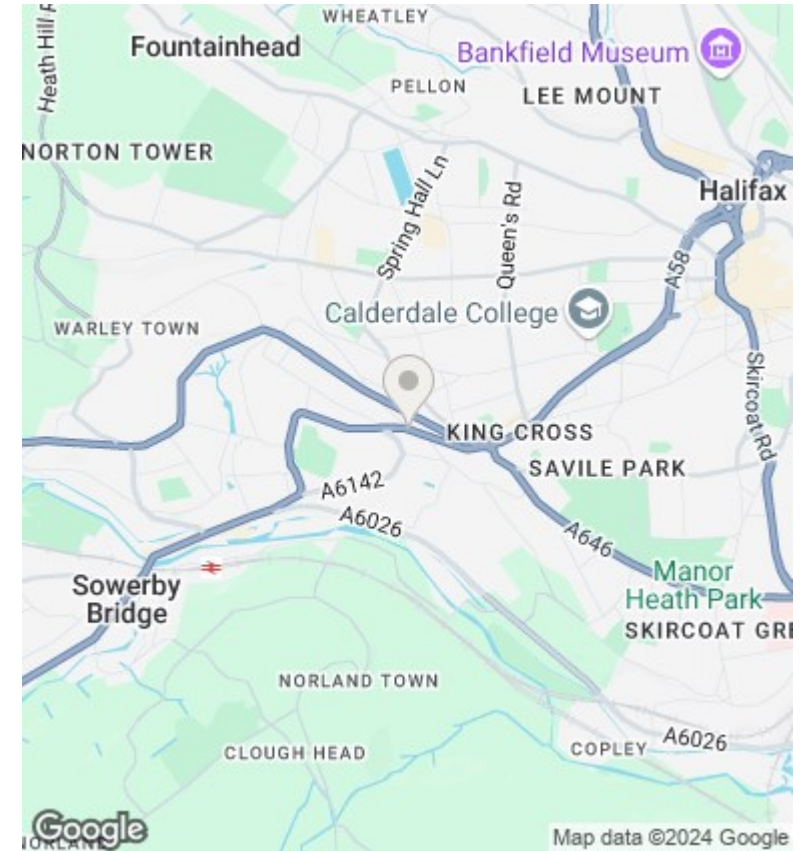 WHEATLEY
Fountainhead
Bankfield Museum
Heath Hill R
PELLON
LEE MOUNT
NORTON TOWER
Spring Hall Ln
Queen's Rd
Halifax
A58
Calderdale College
WARLEY TOWN
Skircoat Rd
KING CROSS
SAVILE PARK
A6142
A6026
A646
Sowerby
Bridge
Manor
Heath Park
SKIRCOAT GRE
NORLAND TOWN
CLOUGH HEAD
COPLEY
A6026
Google
NORLAND
Map data ©2024 Google